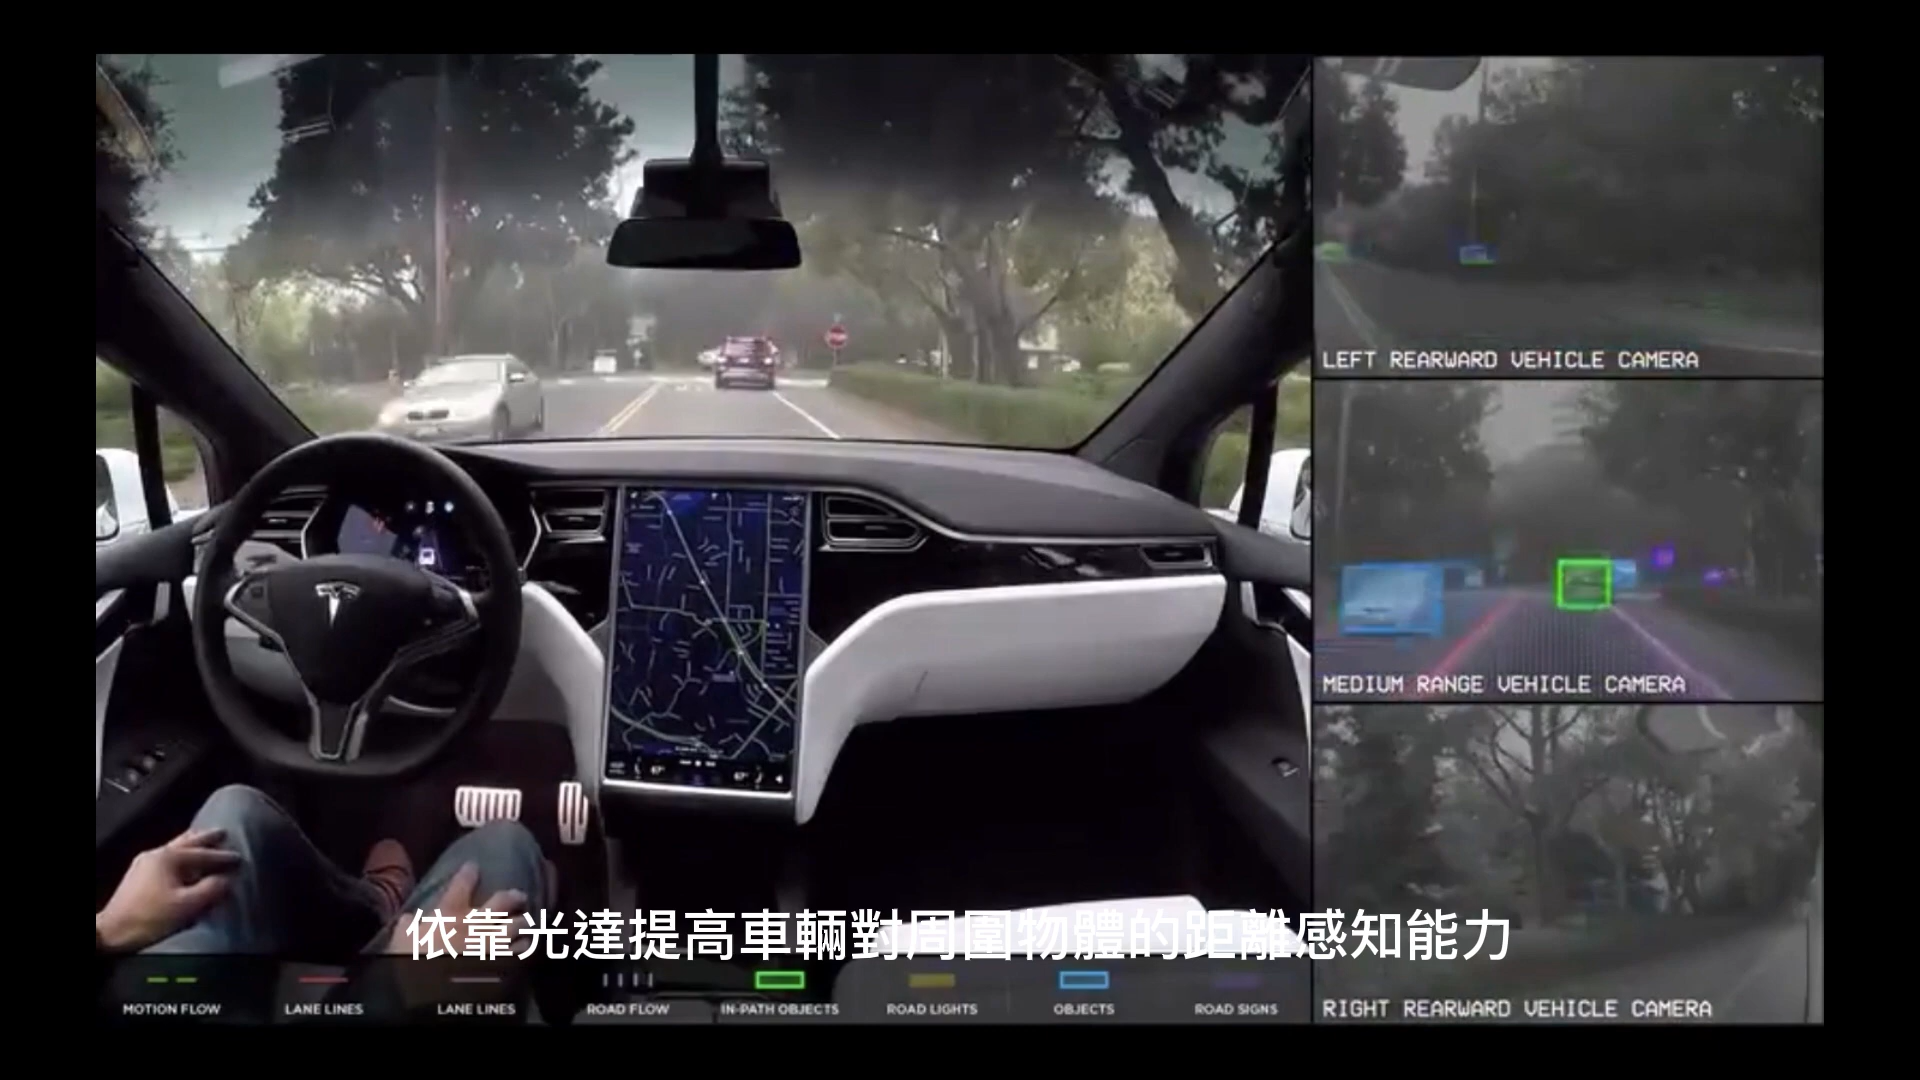 LEFT REARWARD VEHICLE CAMERA
MEDIUM RANGE VEHICLE CAMERA
依靠光達提高車輛對周圍物體的距離感知能力
MOTION FLOW
LANE LINES
LANE LINES
ROAD FLOW
IN-PATH OBJECTS
ROAD LIGHTS
OBJECTS
ROAD SIGNS
RIGHT REARWARD VEHICLE CAMERA